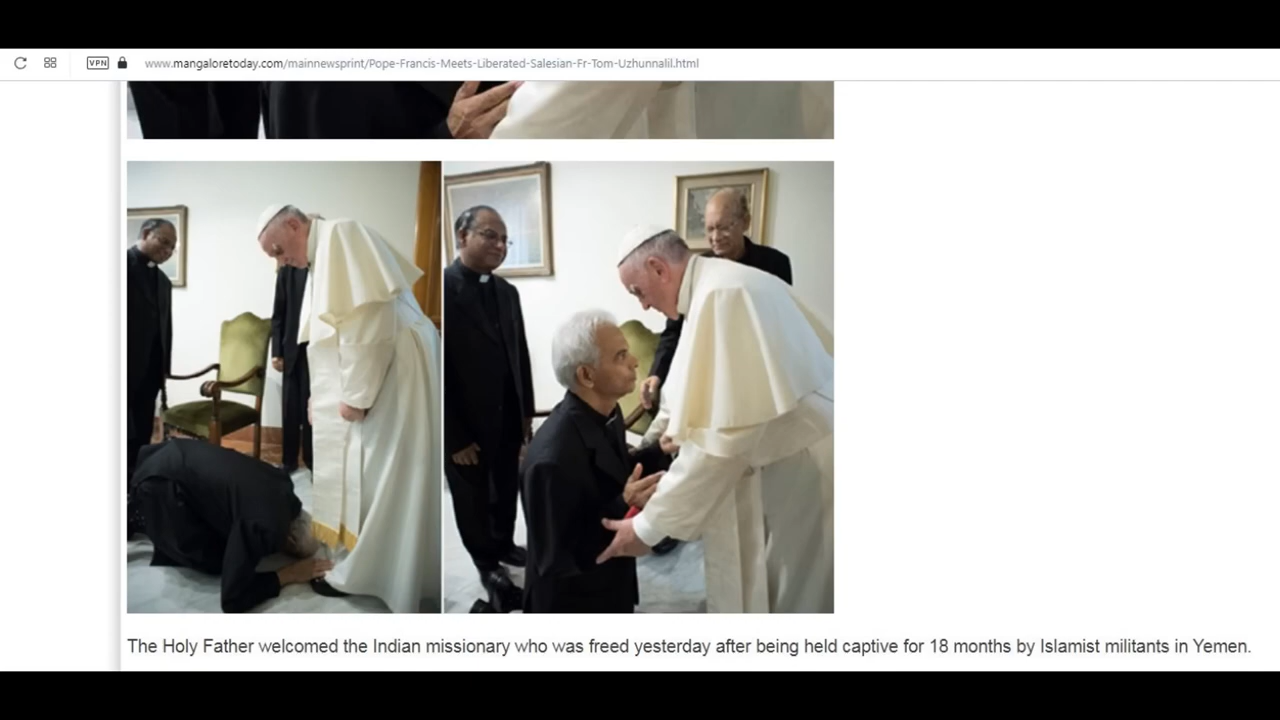 VPN
www.mangaloretoday.com/mainnewsprint/Pope-Francis-Meets-Liberated-Salesian-Fr-Tom-Uzhunnalil.html
The Holy Father welcomed the Indian missionary who was freed yesterday after being held captive for 18 months by Islamist militants in Yemen.